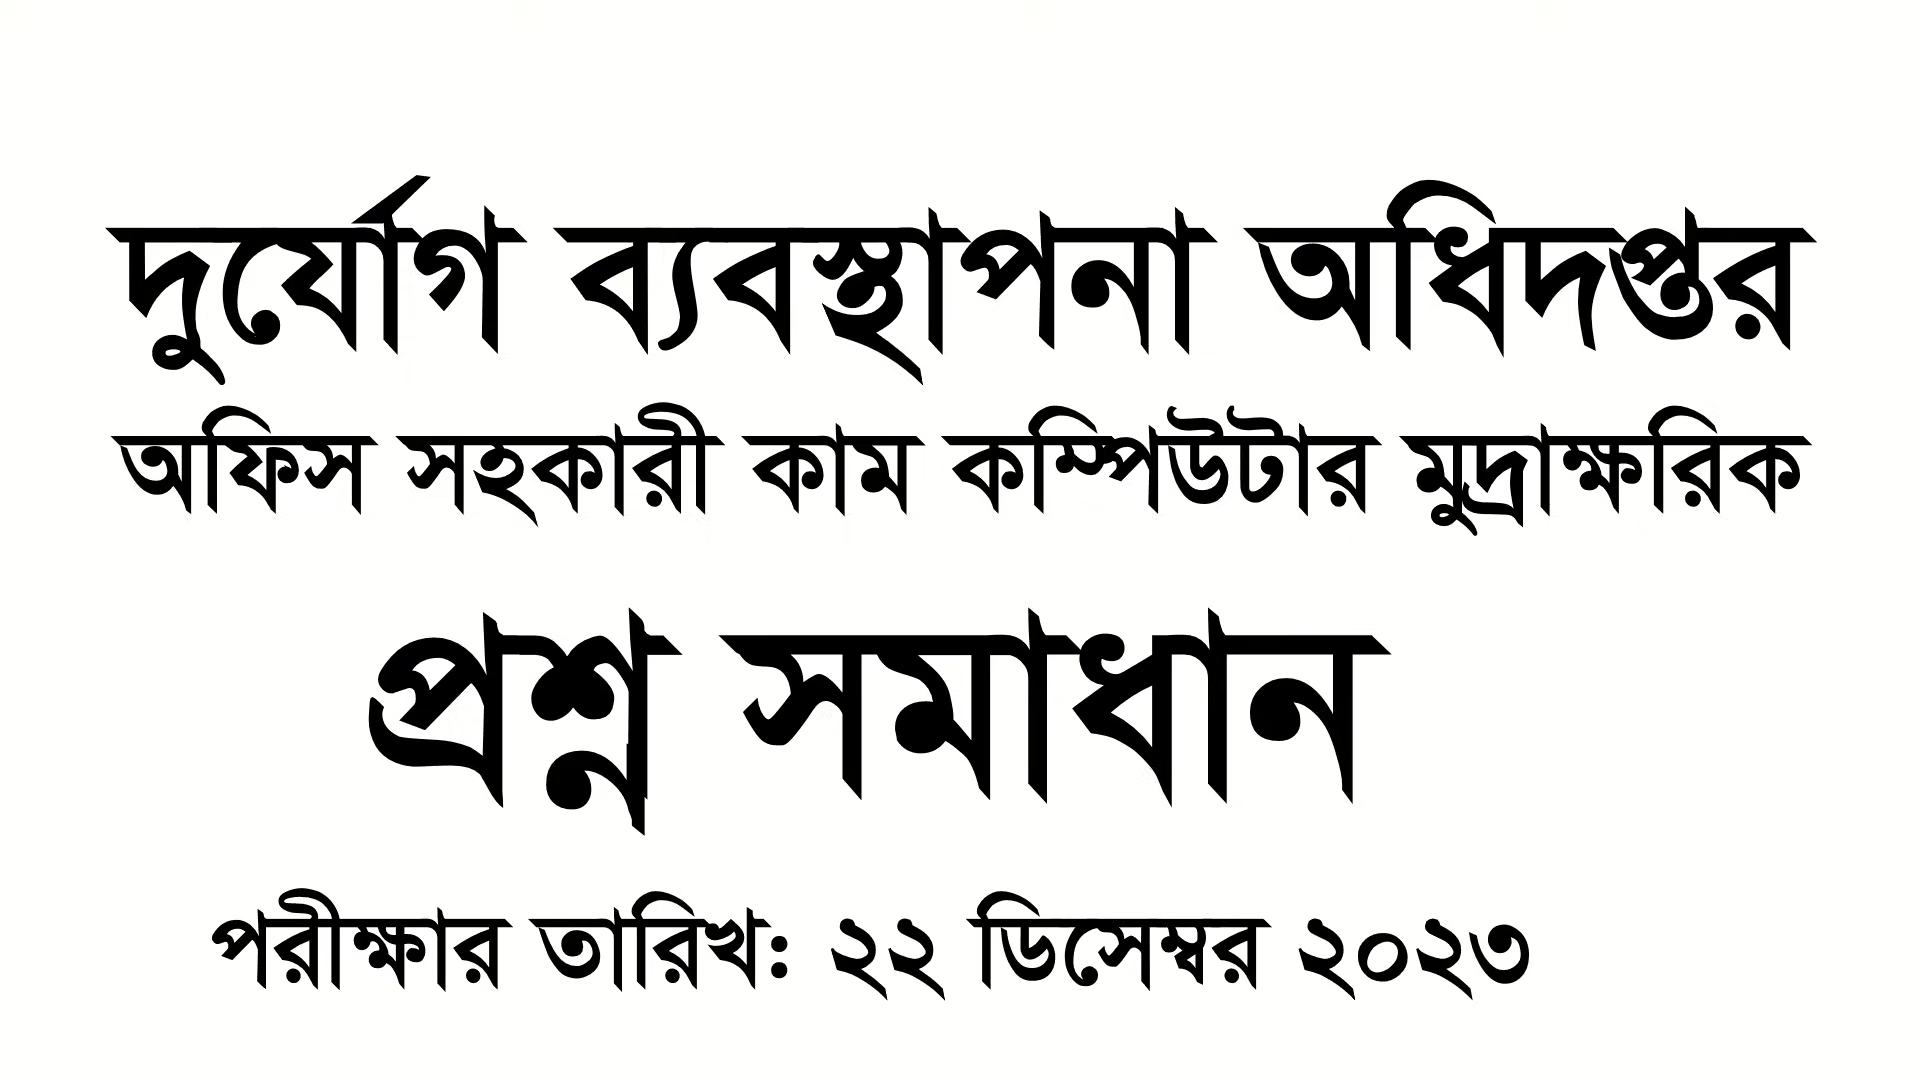 দুর্যোগ ব্যবস্থাপনা অধিদপ্তর
অফিস সহকারী কাম কম্পিউটার মুদ্রাক্ষরিক
প্রশ্ন সমাধান
পরীক্ষার তারিখ: ২২ ডিসেম্বর ২০২৩